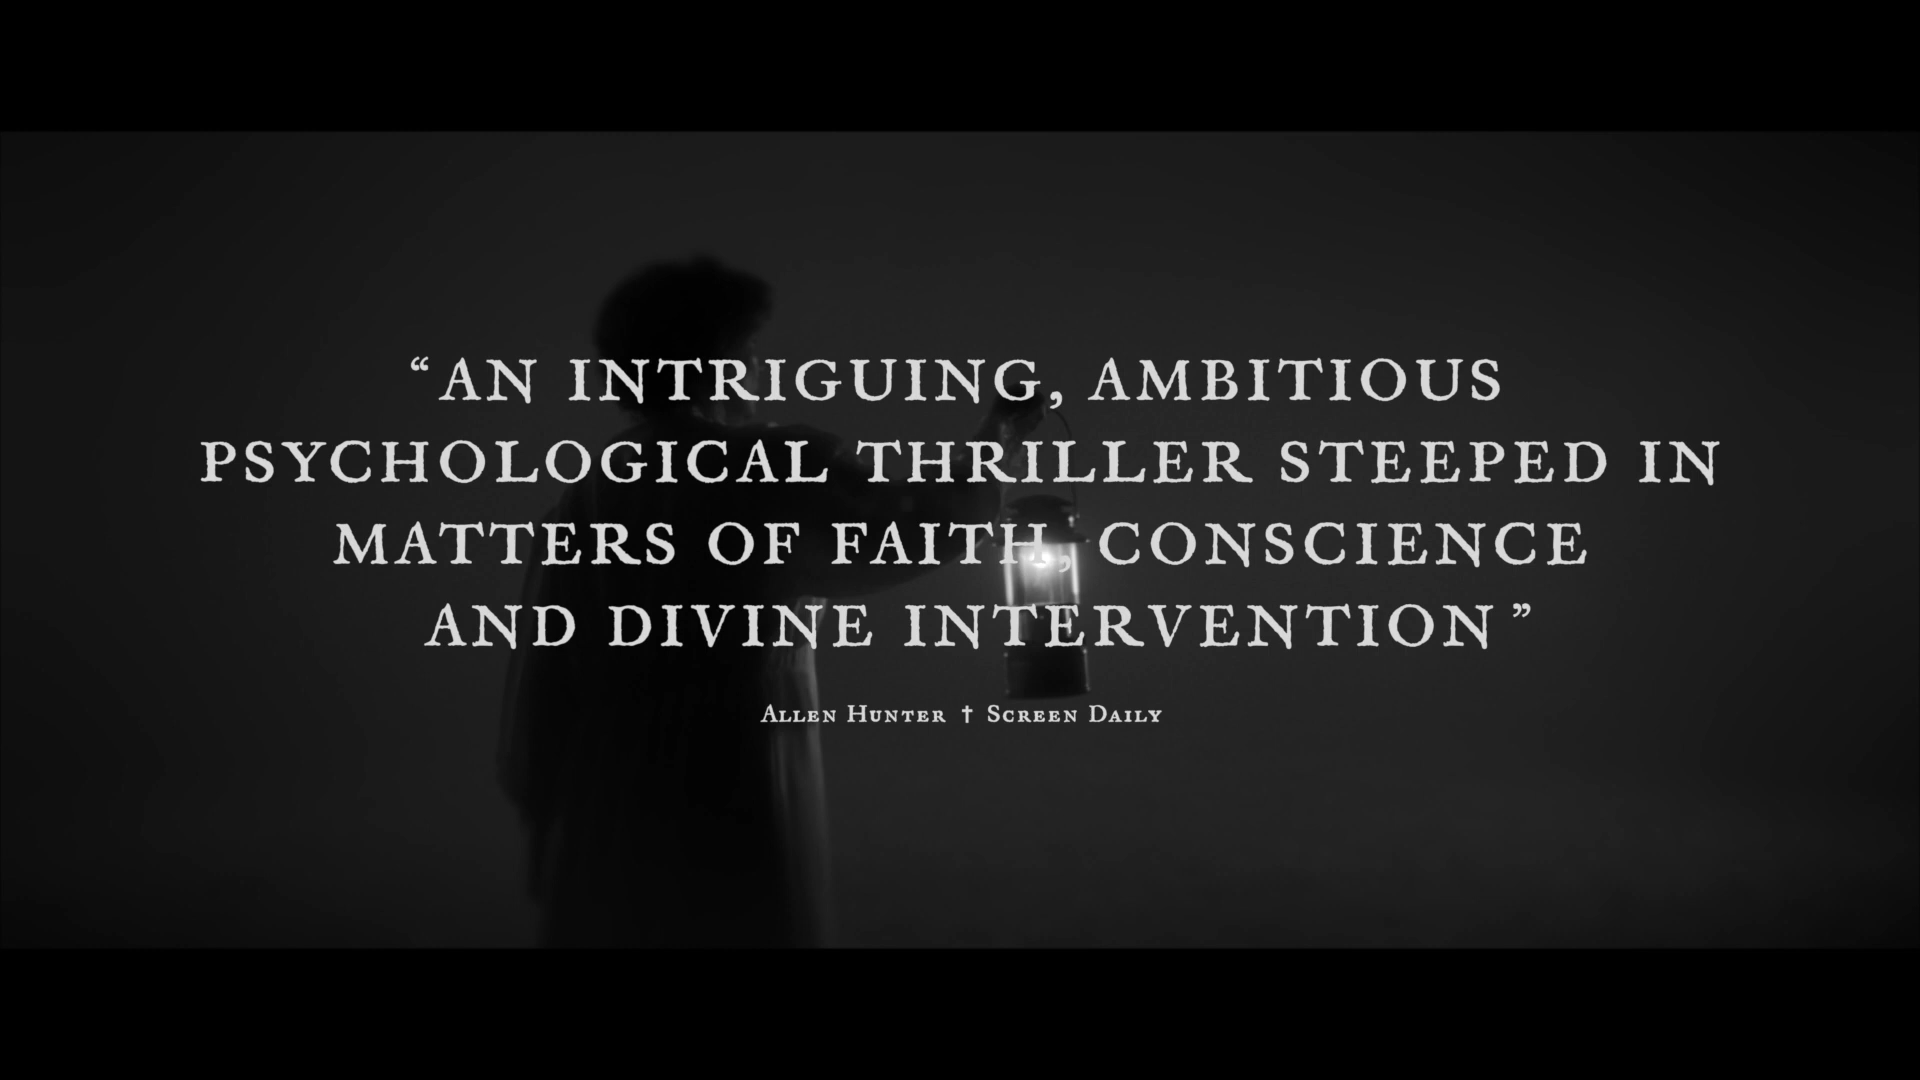 “AN INTRIGUING, AMBITIOUS
PSYCHOLOGICAL THRILLER STEEPED IN
MATTERS OF FAITH, CONSCIENCE
AND DIVINE INTERVENTION”
ALLEN HUNTER † SCREEN DAILY